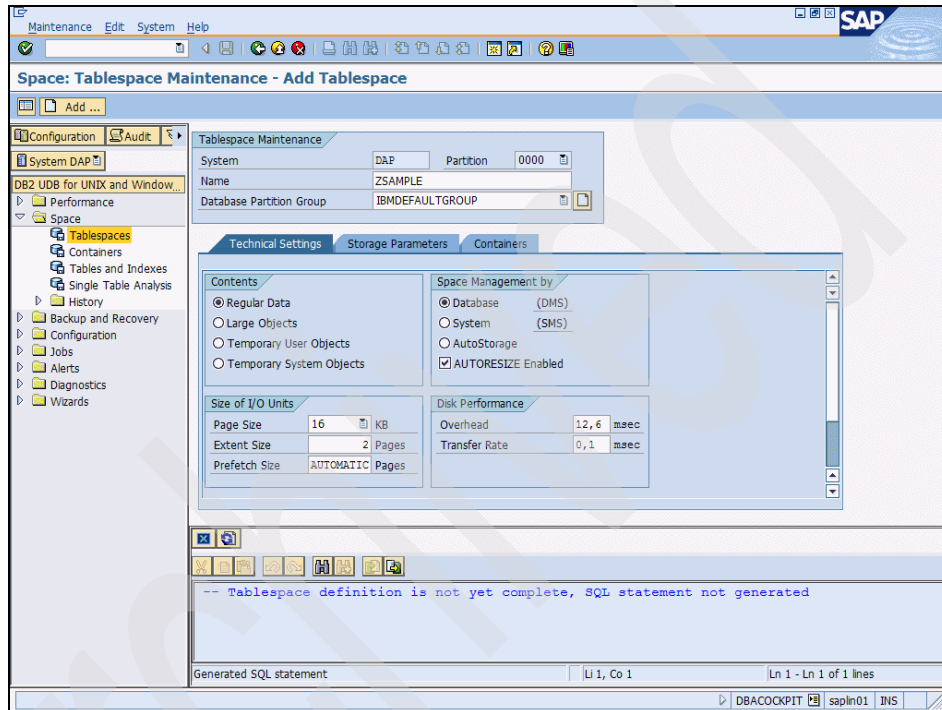 Maintenance Edit System Help
SAP
Space: Tablespace Maintenance - Add Tablespace
Add ...
Configuration Audit
System DAP
DB2 UDB for UNIX and Window...
Performance
Space
Tablespaces
Containers
Tables and Indexes
Single Table Analysis
History
Backup and Recovery
Configuration
Jobs
Alerts
Diagnostics
Wizards
Tablespace Maintenance
System DAP Partition 0000
Name ZSAMPLE
Database Partition Group IBMDEFAULTGROUP
Technical Settings Storage Parameters Containers
Contents
Regular Data
Large Objects
Temporary User Objects
Temporary System Objects
Space Management by
Database (DMS)
System (SMS)
AutoStorage
AUTORESIZE Enabled
Size of I/O Units
Page Size 16 KB
Extent Size 2 Pages
Prefetch Size AUTOMATIC Pages
Disk Performance
Overhead 12,6 msec
Transfer Rate 0,1 msec
-- Tablespace definition is not yet complete, SQL statement not generated
Generated SQL statement Li 1, Co 1 Ln 1 - Ln 1 of 1 lines
DBACOCKPIT saplin01 INS